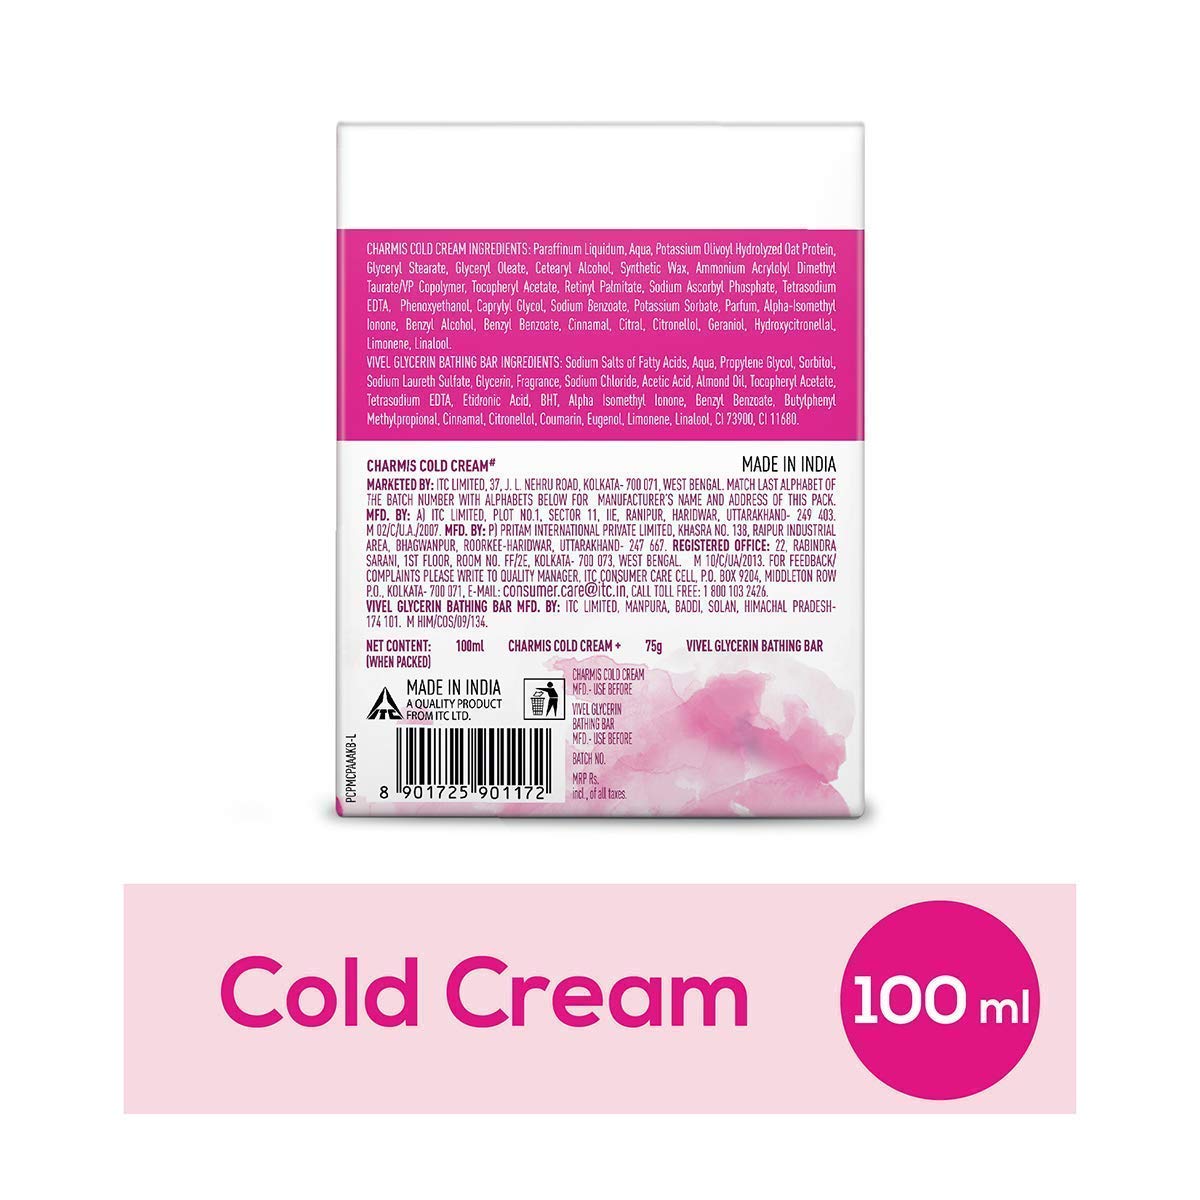 CHARMIS COLD CREAM INGREDIENTS: Paraffinum Liquidum, Aqua, Potassium Olivoyl Hydrolyzed Oat Protein,
Glyceryl Stearate, Glyceryl Oleate, Cetearyl Alcohol, Synthetic Wax, Ammonium Acrylolyl Dimethyl
Taurate/VP Copolymer, Tocopheryl Acetate, Retinyl Palmitate, Sodium Ascorbyl Phosphate, Tetrasodium
EDTA, Phenoxyethanol, Caprylyl Glycol, Sodium Benzoate, Potassium Sorbate, Parfum, Alpha-Isomethyl
Ionone, Benzyl Alcohol, Benzyl Benzoate, Cinnamal, Citral, Citronellol, Geraniol, Hydroxycitronellal,
Limonene, Linalool.
VIVEL GLYCERIN BATHING BAR INGREDIENTS: Sodium Salts of Fatty Acids, Aqua, Propylene Glycol, Sorbitol,
Sodium Laureth Sulfate, Glycerin, Fragrance, Sodium Chloride, Acetic Acid, Almond Oil, Tocopheryl Acetate,
Tetrasodium EDTA, Etidronic Acid, BHT, Alpha Isomethyl Ionone, Benzyl Benzoate, Butylphenyl
Methylpropional, Cinnamal, Citronellol, Coumarin, Eugenol, Limonene, Linalool, CI 73900, CI 11680.
CHARMIS COLD CREAM# MADE IN INDIA
MARKETED BY: ITC LIMITED, 37, J. L. NEHRU ROAD, KOLKATA- 700 071, WEST BENGAL. MATCH LAST ALPHABET OF
THE BATCH NUMBER WITH ALPHABETS BELOW FOR MANUFACTURER'S NAME AND ADDRESS OF THIS PACK.
MFD. BY: A) ITC LIMITED, PLOT NO.1, SECTOR 11, IIE, RANIPUR, HARIDWAR, UTTARAKHAND- 249 403.
M 02/C/U.A./2007. MFD. BY: P) PRITAM INTERNATIONAL PRIVATE LIMITED, KHASRA NO. 138, RAIPUR INDUSTRIAL
AREA, BHAGWANPUR, ROORKEE-HARIDWAR, UTTARAKHAND- 247 667. REGISTERED OFFICE: 22, RABINDRA
SARANI, 1ST FLOOR, ROOM NO. FF/2E, KOLKATA- 700 073, WEST BENGAL. M 10/C/UA/2013. FOR FEEDBACK/
COMPLAINTS PLEASE WRITE TO QUALITY MANAGER, ITC CONSUMER CARE CELL, P.O. BOX 9204, MIDDLETON ROW
P.O., KOLKATA- 700 071, E-MAIL: consumer.care@itc.in, CALL TOLL FREE: 1 800 103 2426.
VIVEL GLYCERIN BATHING BAR MFD. BY: ITC LIMITED, MANPURA, BADDI, SOLAN, HIMACHAL PRADESH-
174 101. M HIM/COS/09/134.
NET CONTENT: 100ml CHARMIS COLD CREAM + 75g VIVEL GLYCERIN BATHING BAR
(WHEN PACKED)
CHARMIS COLD CREAM
MFD.- USE BEFORE
VIVEL GLYCERIN
BATHING BAR
MFD.- USE BEFORE
BATCH NO.
MRP Rs.
incl., of all taxes.
ITC
MADE IN INDIA
A QUALITY PRODUCT
FROM ITC LTD.
PCPMCPAAAKB-L
8 901725 901172
Cold Cream
100 ml